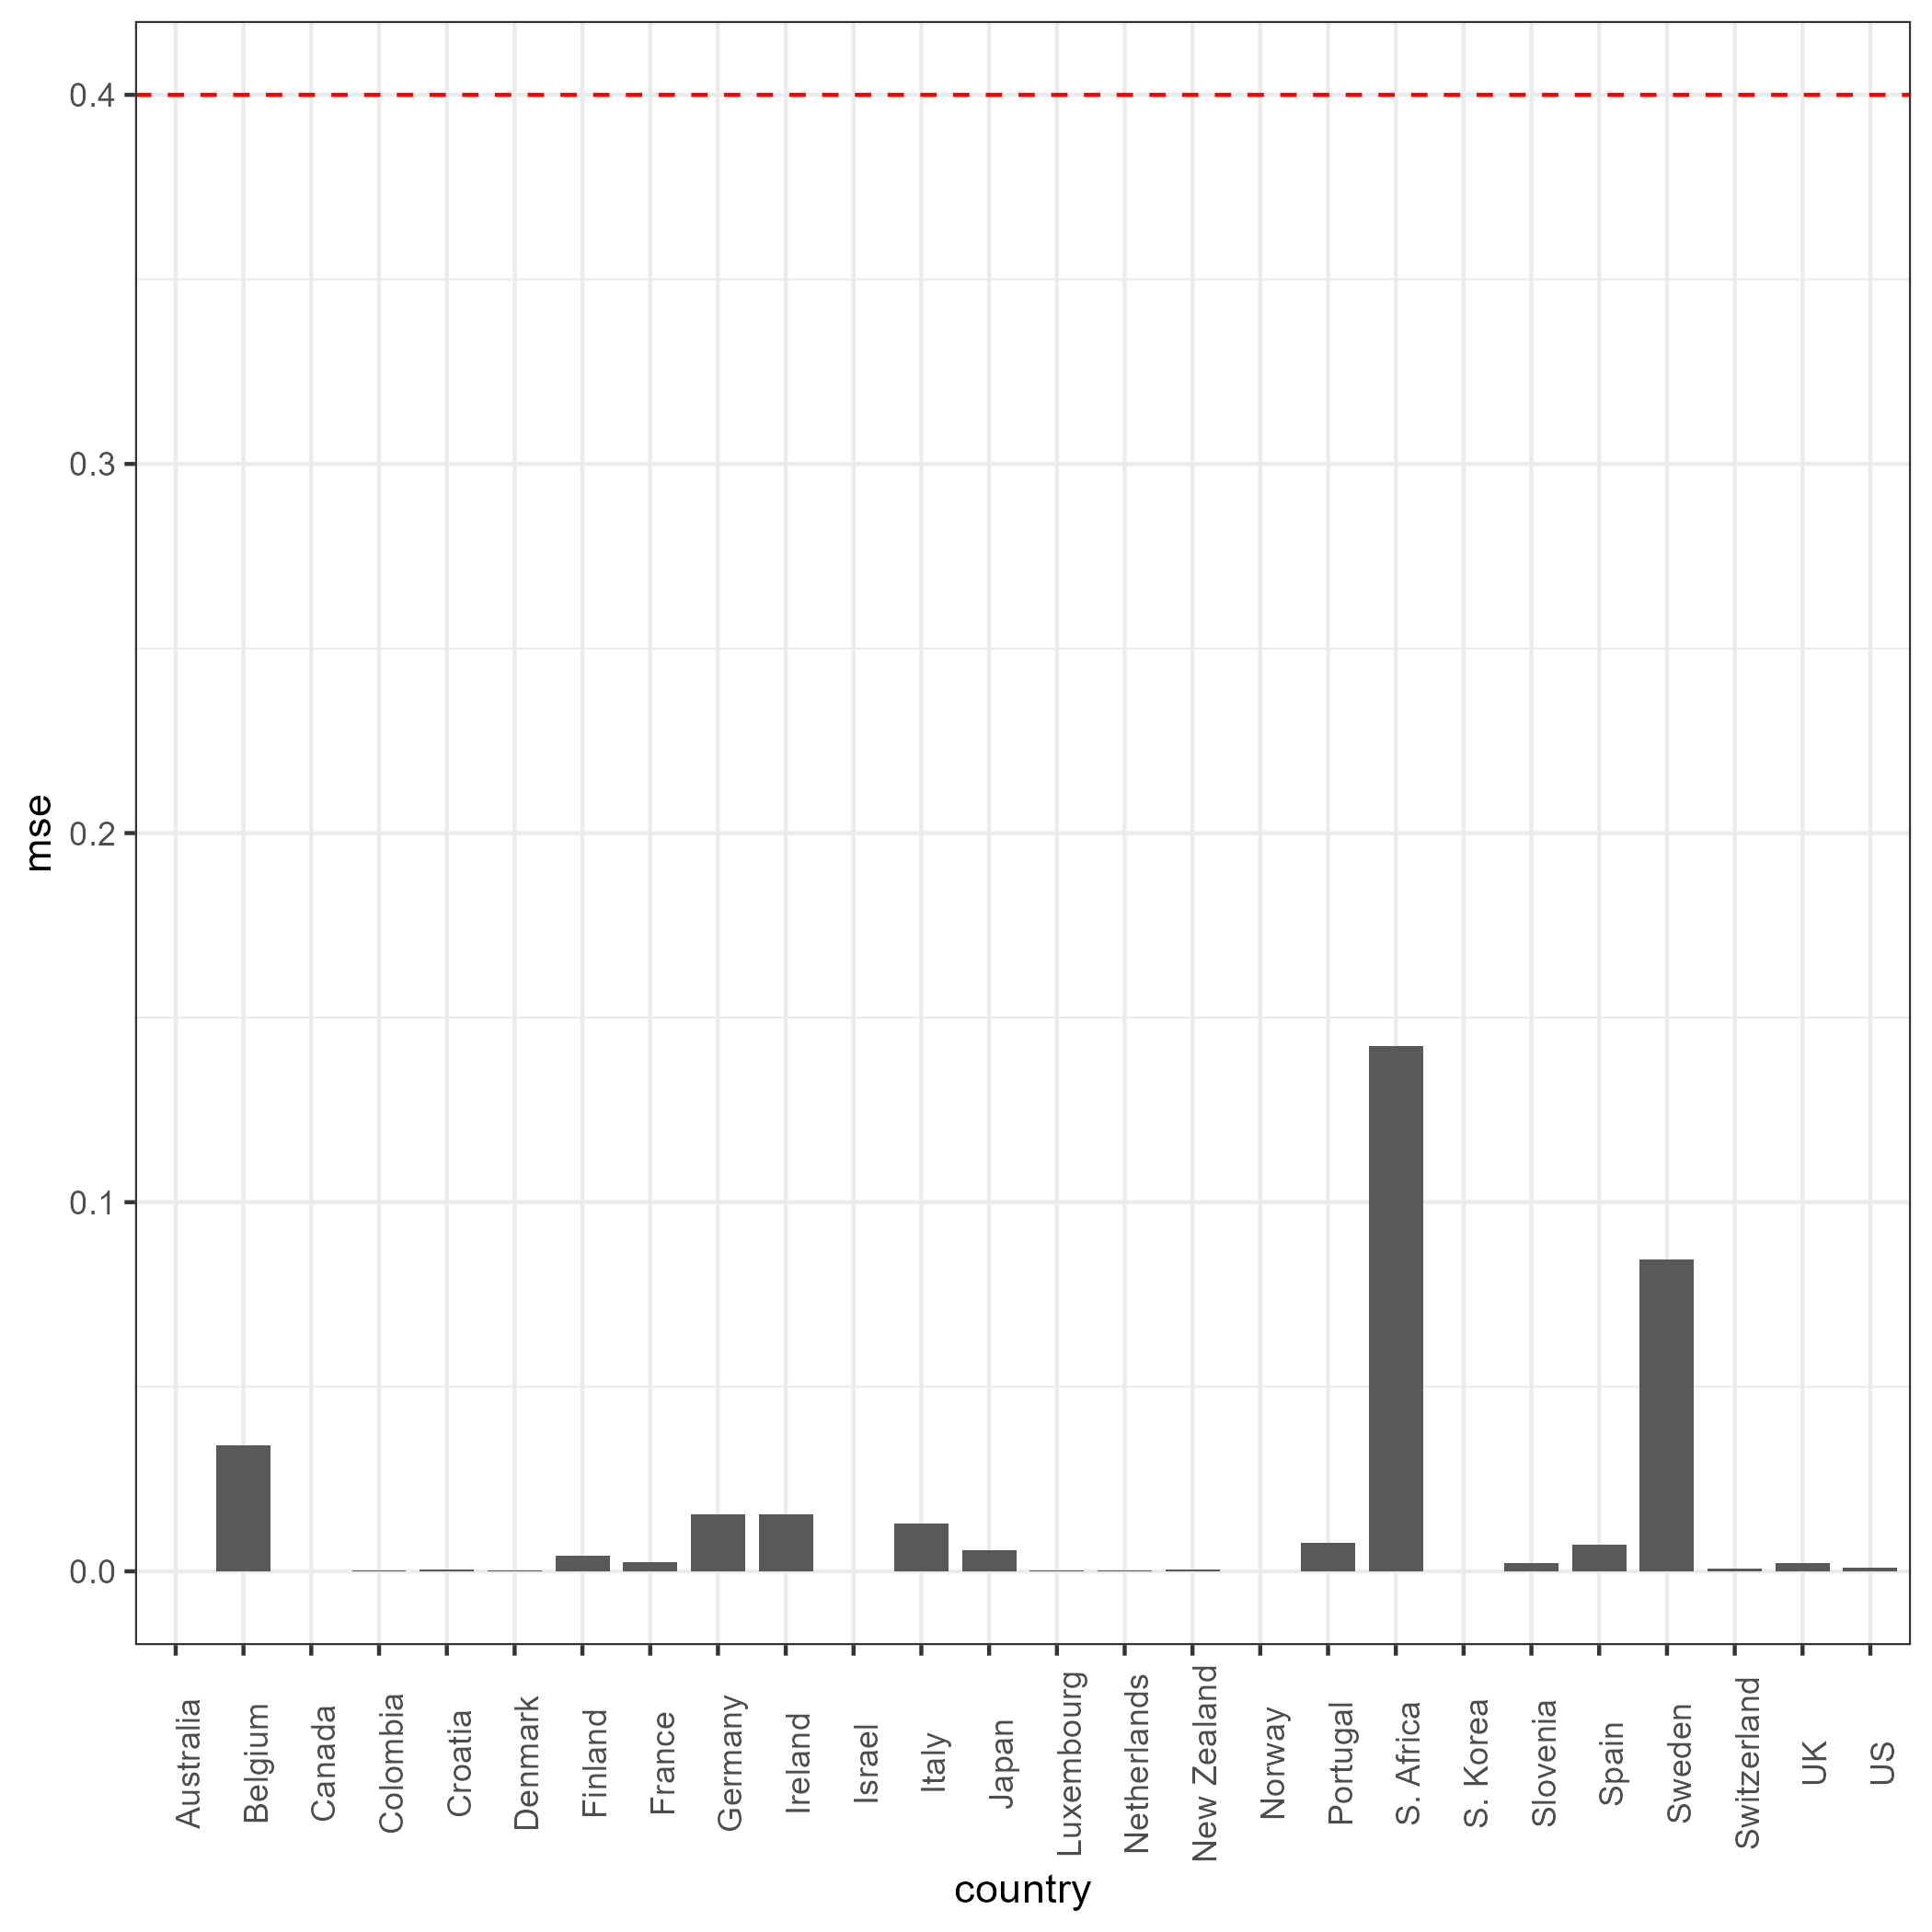 mse
0.4
0.3
0.2
0.1
0.0
Australia
Belgium
Canada
Colombia
Croatia
Denmark
Finland
France
Germany
Ireland
Israel
Italy
Japan
Luxembourg
Netherlands
New Zealand
Norway
Portugal
S. Africa
S. Korea
Slovenia
Spain
Sweden
Switzerland
UK
US
country